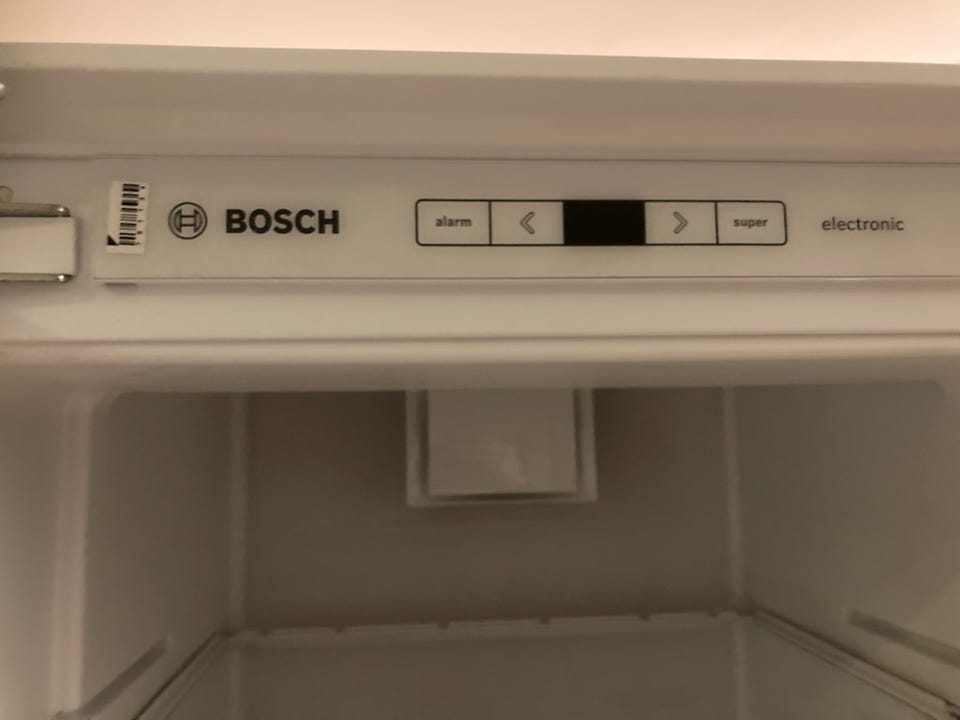 BOSCH
alarm
super
electronic